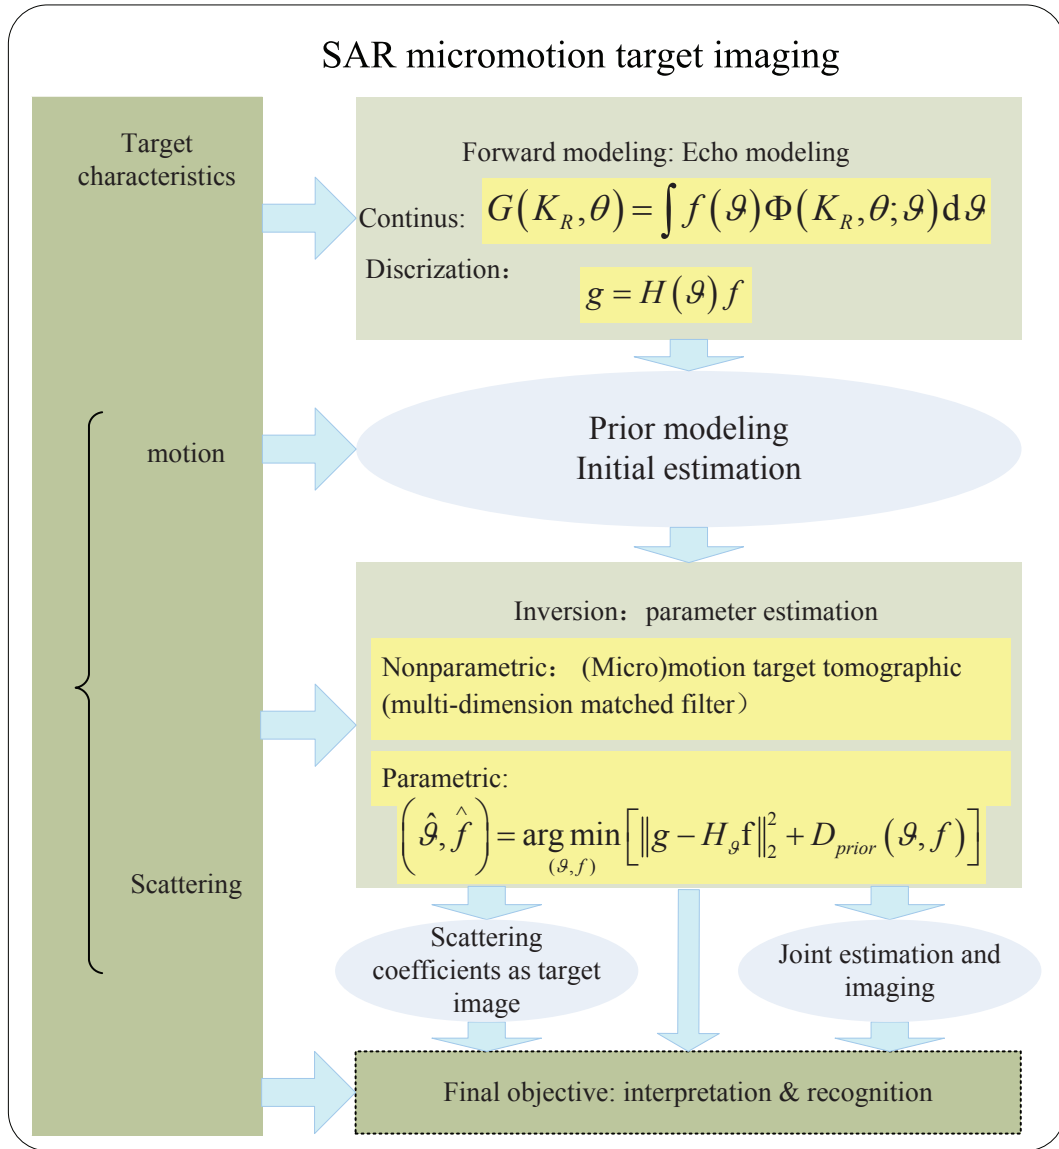 SAR micromotion target imaging
Target
characteristics
Forward modeling: Echo modeling
Continus: G(K_R, θ) = ∫ f(ϑ)Φ(K_R, θ; ϑ)dϑ
Discrization：
g = H(ϑ) f
motion
Prior modeling
Initial estimation
Inversion： parameter estimation
Nonparametric： (Micro)motion target tomographic
(multi-dimension matched filter）
Parametric:
(ϑ̂, f̂) = arg min_(ϑ,f) [‖g − H_ϑ f‖₂² + D_prior (ϑ, f)]
Scattering
Scattering
coefficients as target
image
Joint estimation and
imaging
Final objective: interpretation & recognition